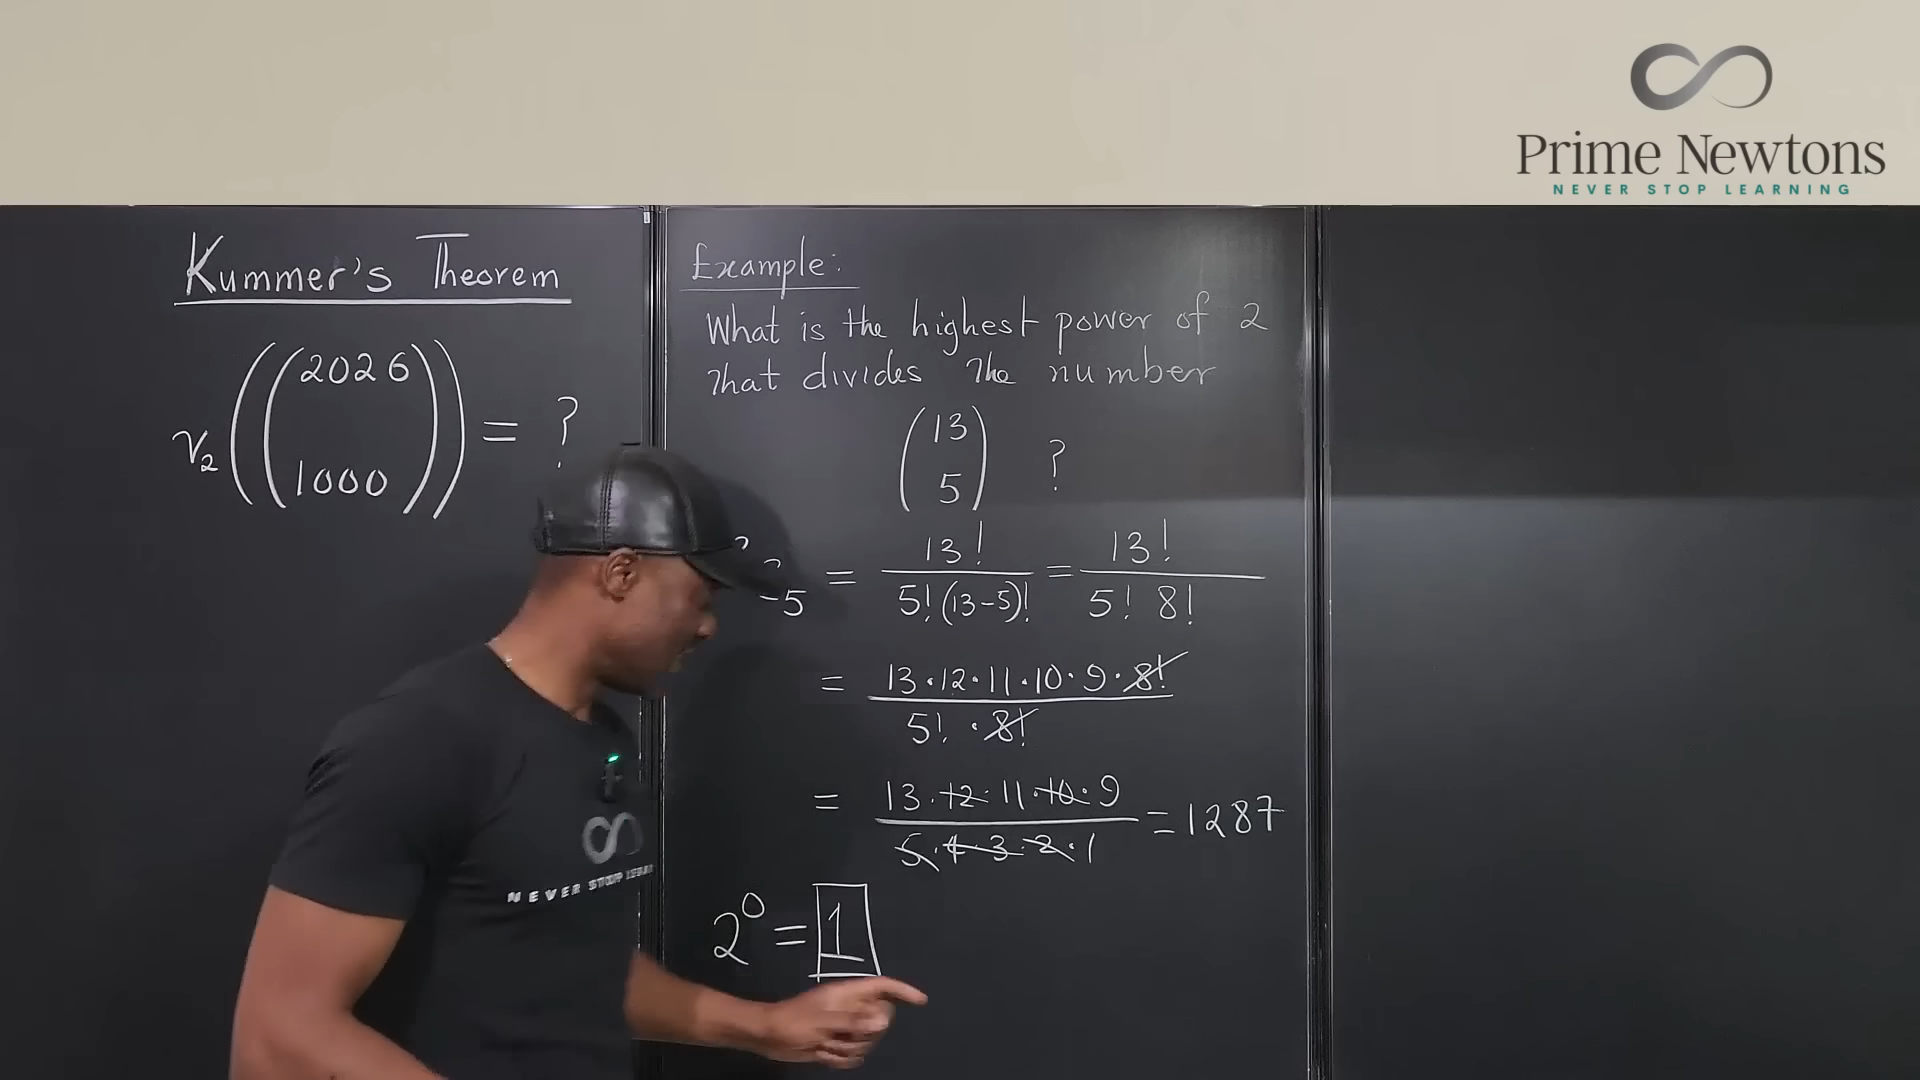 Prime Newtons
NEVER STOP LEARNING
Kummer's Theorem
ν₂((2026
1000)) = ?
Example:
What is the highest power of 2
that divides the number
(13
5) ?
-5 = 13! / 5!(13-5)! = 13! / 5! 8!
= 13·12·11·10·9·8! / 5!·8!
= 13·12·11·10·9 / 5·4·3·2·1 = 1287
2⁰ = 1
NEVER STOP